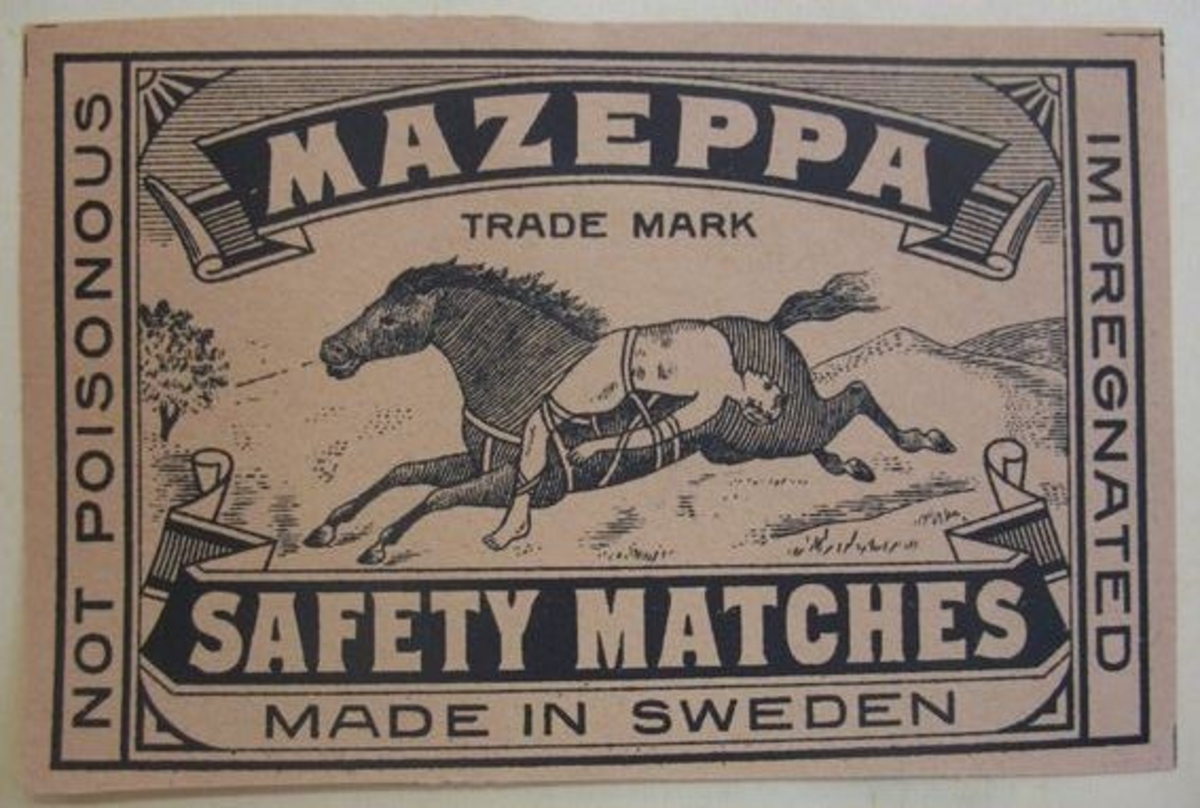 MAZEPPA
TRADE MARK
NOT POISONOUS
IMPREGNATED
SAFETY MATCHES
MADE IN SWEDEN